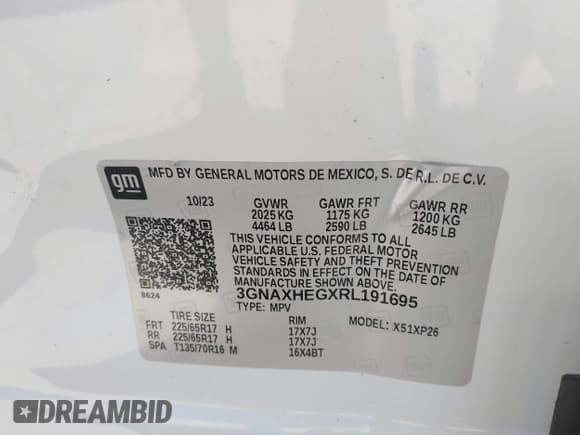 gm
MFD BY GENERAL MOTORS DE MEXICO, S. DE R.L. DE C.V.
10/23 GVWR GAWR FRT GAWR RR
2025 KG 1175 KG 1200 KG
4464 LB 2590 LB 2645 LB
THIS VEHICLE CONFORMS TO ALL
APPLICABLE U.S. FEDERAL MOTOR
VEHICLE SAFETY AND THEFT PREVENTION
STANDARDS IN EFFECT ON THE DATE OF
MANUFACTURE SHOWN ABOVE.
8624 3GNAXHEGXRL191695
TYPE: MPV
TIRE SIZE RIM MODEL: X51XP26
FRT 225/65R17 H 17X7J
RR 225/65R17 H 17X7J
SPA T135/70R16 M 16X4BT
DREAMBID